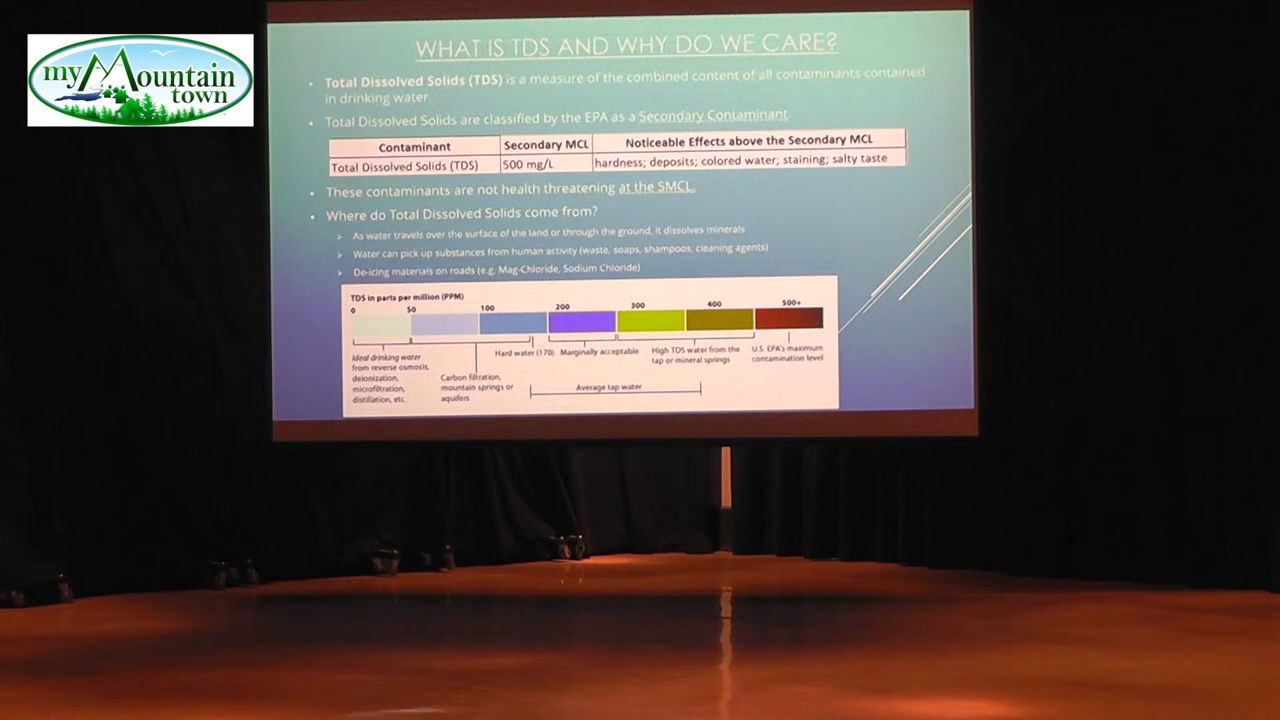 my Mountain
town
WHAT IS TDS AND WHY DO WE CARE?
• Total Dissolved Solids (TDS) is a measure of the combined content of all contaminants contained
in drinking water
• Total Dissolved Solids are classified by the EPA as a Secondary Contaminant
Contaminant Secondary MCL Noticeable Effects above the Secondary MCL
Total Dissolved Solids (TDS) 500 mg/L hardness; deposits; colored water; staining; salty taste
• These contaminants are not health threatening at the SMCL.
• Where do Total Dissolved Solids come from?
➢ As water travels over the surface of the land or through the ground, it dissolves minerals
➢ Water can pick up substances from human activity (waste, soaps, shampoos, cleaning agents)
➢ De-icing materials on roads (e.g. Mag-Chloride, Sodium Chloride)
TDS in parts per million (PPM)
0 50 100 200 300 400 500+
Ideal drinking water
from reverse osmosis,
deionization,
microfiltration,
distillation, etc.
Carbon filtration,
mountain springs or
aquifers
Hard water (170)
Marginally acceptable
High TDS water from the
tap or mineral springs
U.S. EPA's maximum
contamination level
Average tap water